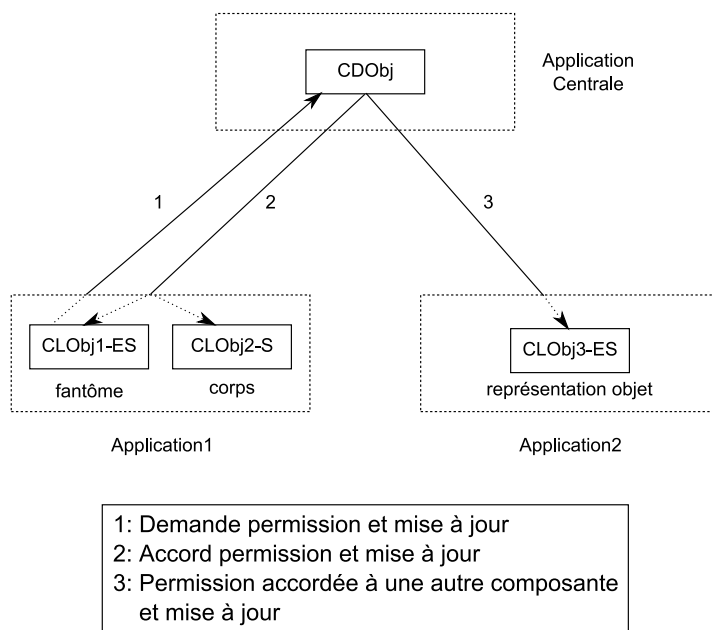 CDObj
Application
Centrale
1
2
3
CLObj1-ES
CLObj2-S
CLObj3-ES
fantôme
corps
représentation objet
Application1
Application2
1: Demande permission et mise à jour
2: Accord permission et mise à jour
3: Permission accordée à une autre composante
et mise à jour